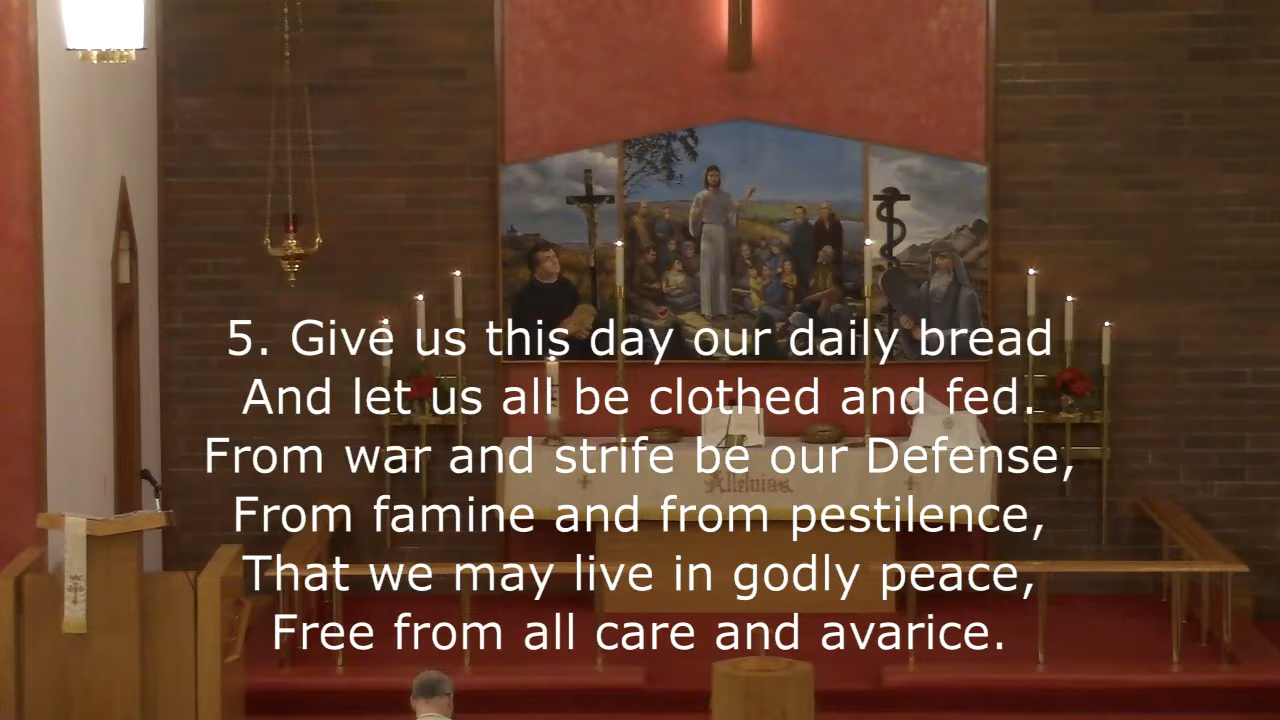 5. Give us this day our daily bread
And let us all be clothed and fed.
From war and strife be our Defense,
From famine and from pestilence,
That we may live in godly peace,
Free from all care and avarice.
Alleluias